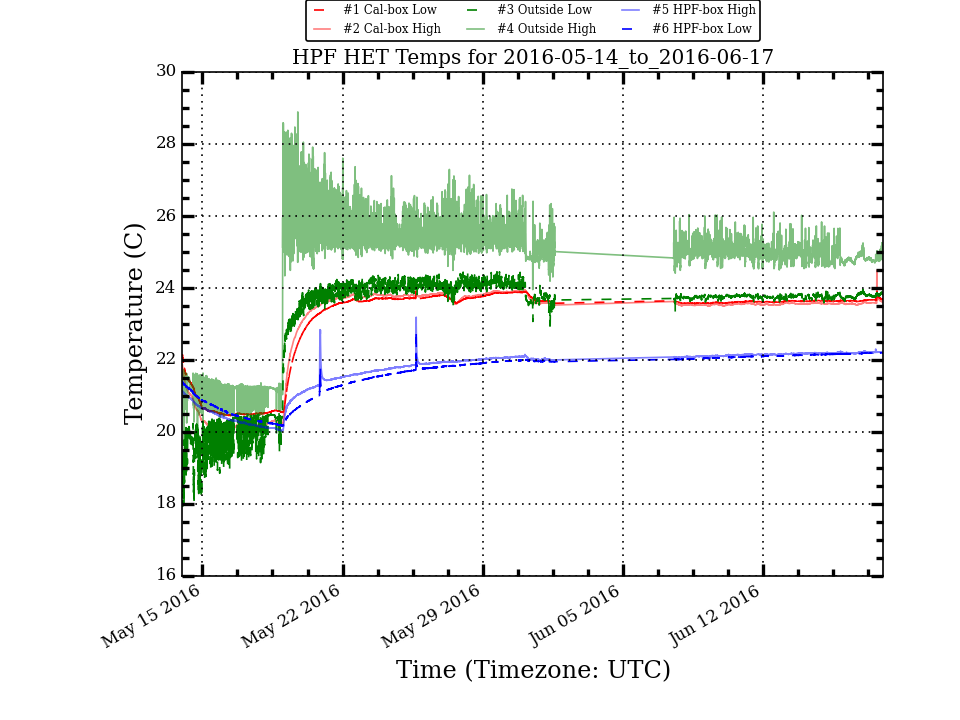 #1 Cal-box Low #3 Outside Low #5 HPF-box High
#2 Cal-box High #4 Outside High #6 HPF-box Low
HPF HET Temps for 2016-05-14_to_2016-06-17
30
28
26
24
22
20
18
16
Temperature (C)
May 15 2016 May 22 2016 May 29 2016 Jun 05 2016 Jun 12 2016
Time (Timezone: UTC)